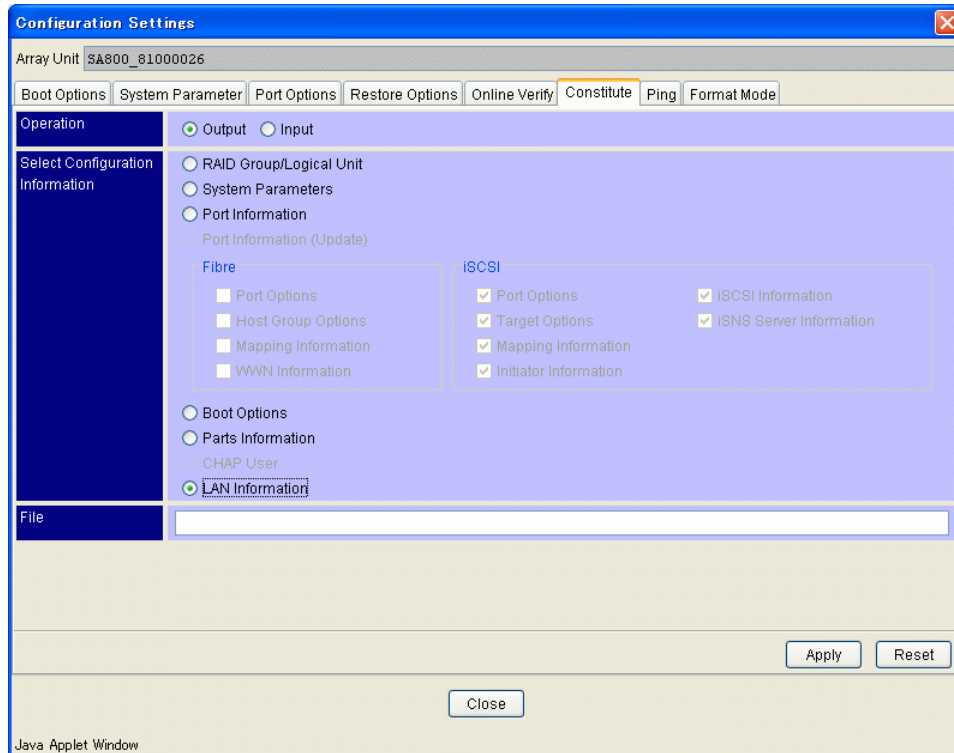 Configuration Settings
Array Unit SA800_81000026
Boot Options System Parameter Port Options Restore Options Online Verify Constitute Ping Format Mode
Operation
Output Input
Select Configuration Information
RAID Group/Logical Unit
System Parameters
Port Information
Port Information (Update)
Fibre
Port Options
Host Group Options
Mapping Information
WWN Information
iSCSI
Port Options
Target Options
Mapping Information
Initiator Information
iSCSI Information
iSNS Server Information
Boot Options
Parts Information
CHAP User
LAN Information
File
Apply Reset
Close
Java Applet Window